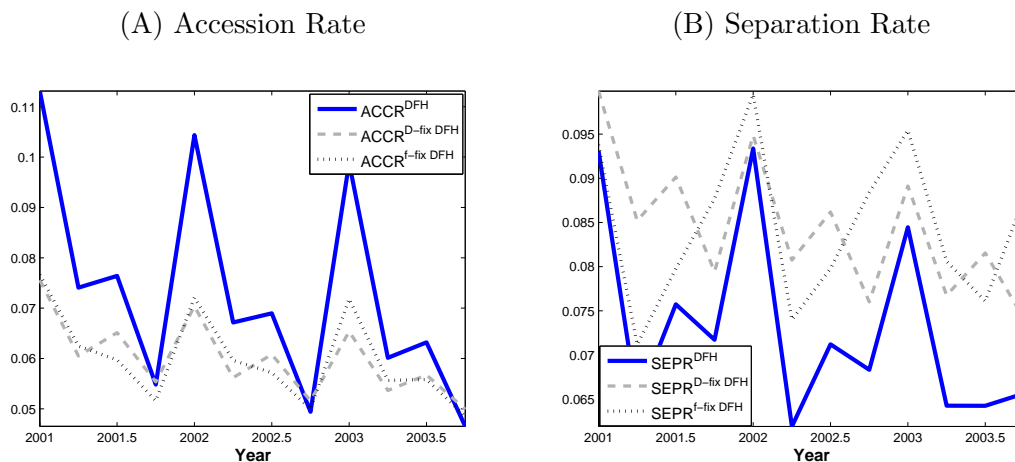 (A) Accession Rate
0.11
0.1
0.09
0.08
0.07
0.06
0.05
2001 2001.5 2002 2002.5 2003 2003.5
Year
ACCR^DFH
ACCR^D−fix DFH
ACCR^f−fix DFH
(B) Separation Rate
0.095
0.09
0.085
0.08
0.075
0.07
0.065
2001 2001.5 2002 2002.5 2003 2003.5
Year
SEPR^DFH
SEPR^D−fix DFH
SEPR^f−fix DFH